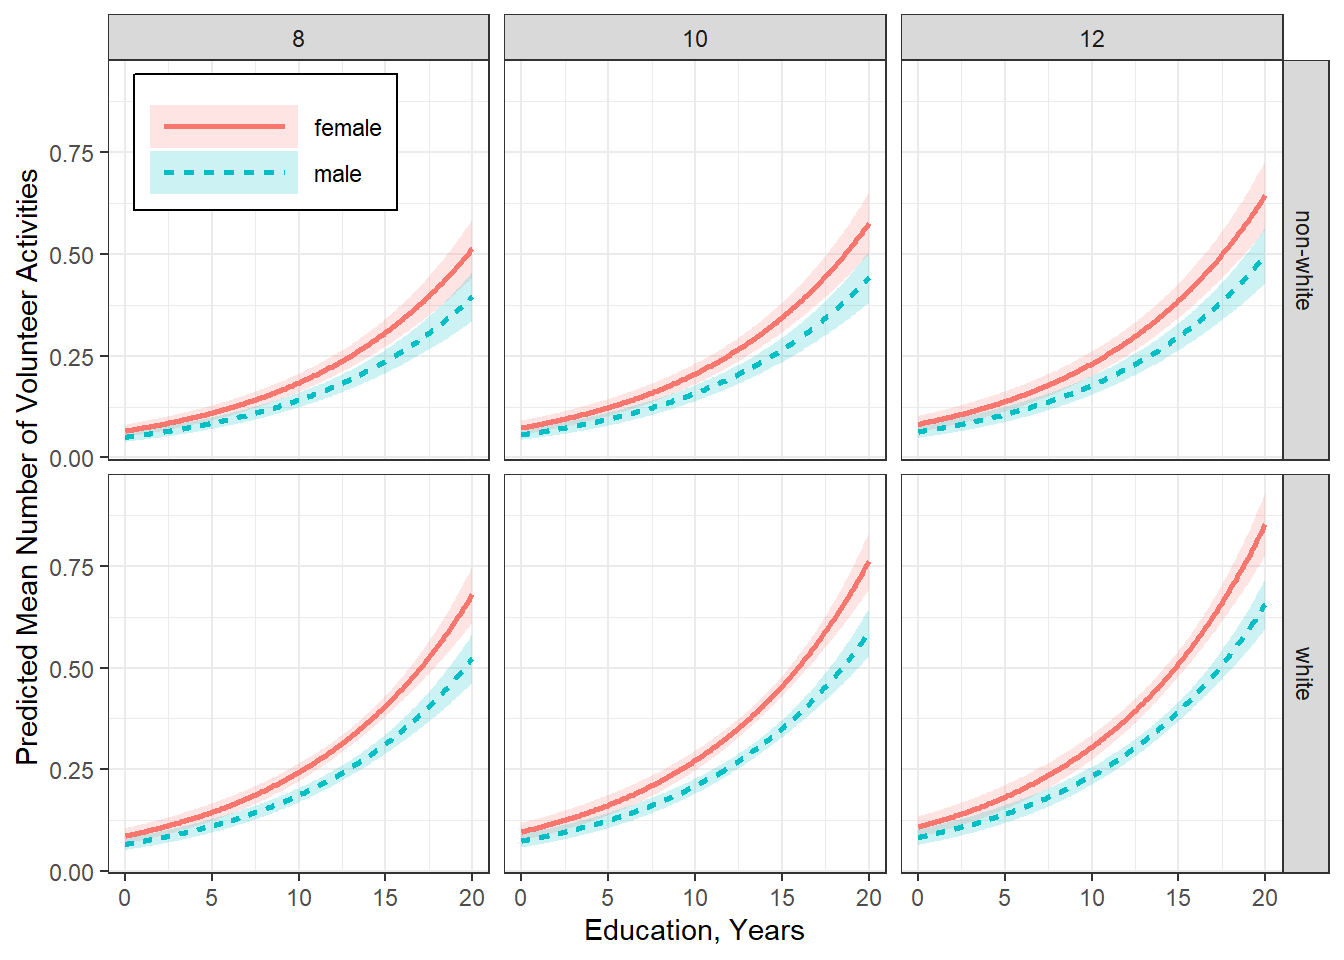 8 10 12
female
male
0.75
0.50
0.25
0.00
non-white
0.75
0.50
0.25
0.00
white
Predicted Mean Number of Volunteer Activities
0 5 10 15 20 0 5 10 15 20 0 5 10 15 20
Education, Years